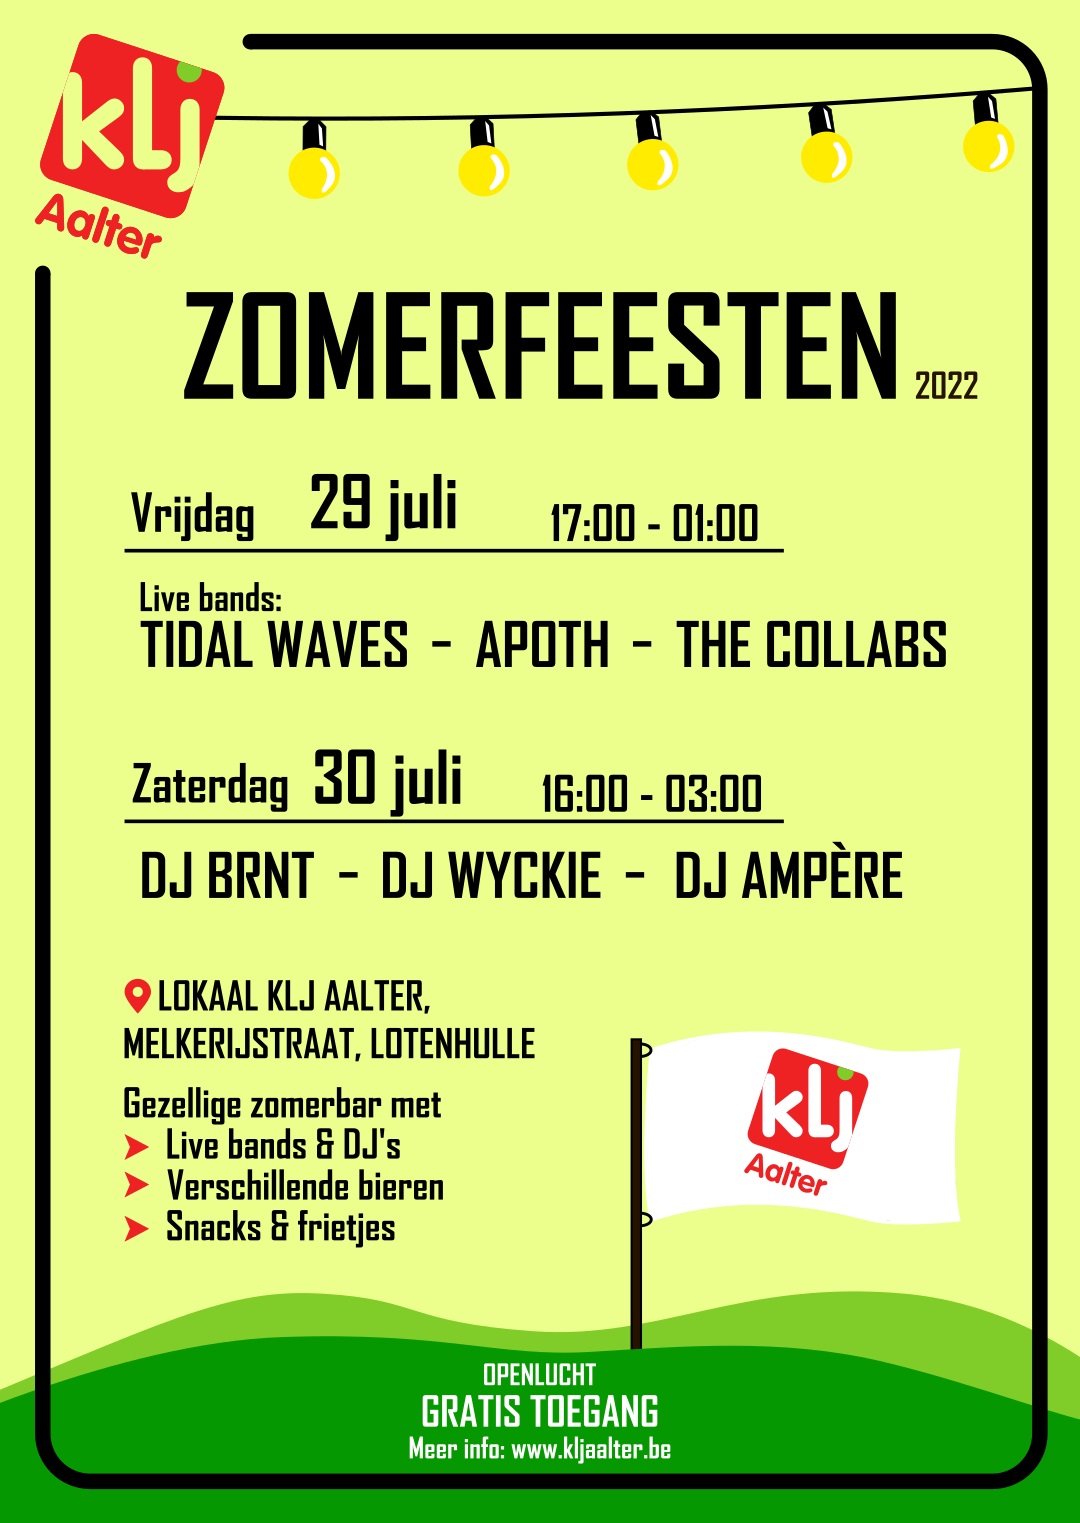 klj
Aalter
ZOMERFEESTEN 2022
Vrijdag 29 juli 17:00 - 01:00
Live bands:
TIDAL WAVES - APOTH - THE COLLABS
Zaterdag 30 juli 16:00 - 03:00
DJ BRNT - DJ WYCKIE - DJ AMPÈRE
LOKAAL KLJ AALTER,
MELKERIJSTRAAT, LOTENHULLE
Gezellige zomerbar met
Live bands & DJ's
Verschillende bieren
Snacks & frietjes
klj
Aalter
OPENLUCHT
GRATIS TOEGANG
Meer info: www.kljaalter.be